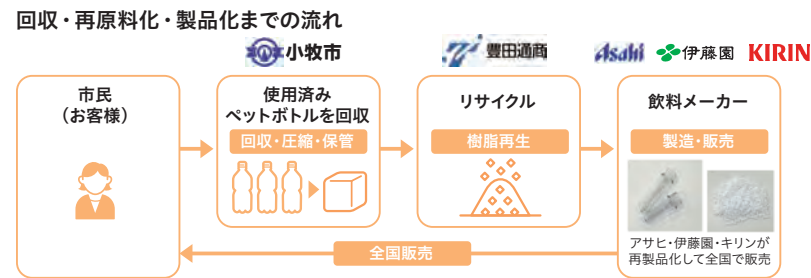 回収・再原料化・製品化までの流れ
小牧市
豊田通商
Asahi
伊藤園
KIRIN
市民
（お客様）
使用済み
ペットボトルを回収
回収・圧縮・保管
リサイクル
樹脂再生
飲料メーカー
製造・販売
アサヒ・伊藤園・キリンが
再製品化して全国で販売
全国販売